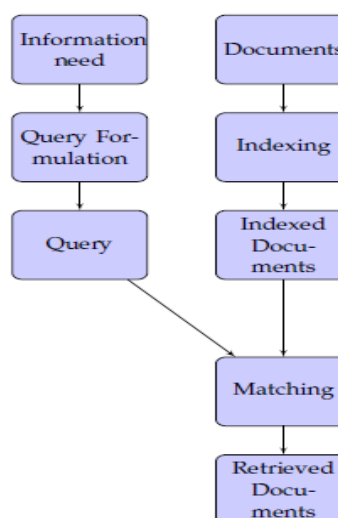 Information
need
Documents
Query For-
mulation
Indexing
Query
Indexed
Docu-
ments
Matching
Retrieved
Docu-
ments